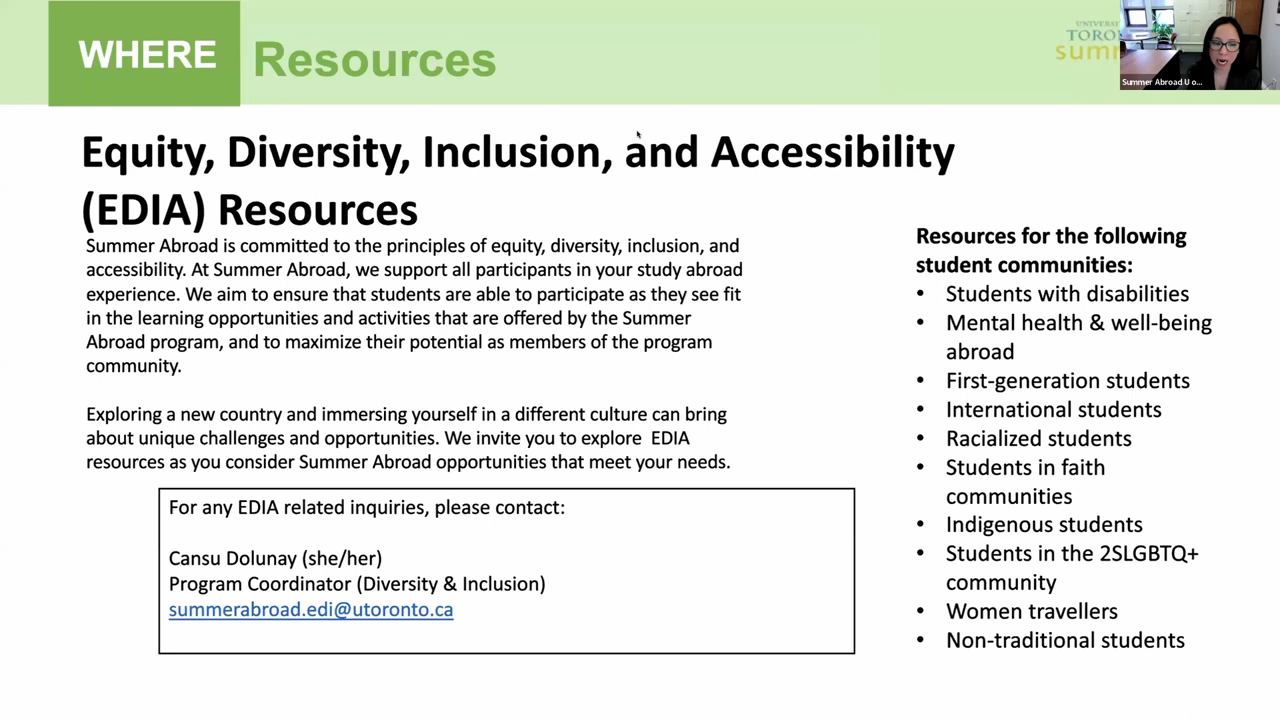 WHERE
Resources
UNIVERSI
TORO
sum
Summer Abroad U o...
Equity, Diversity, Inclusion, and Accessibility
(EDIA) Resources
Summer Abroad is committed to the principles of equity, diversity, inclusion, and
accessibility. At Summer Abroad, we support all participants in your study abroad
experience. We aim to ensure that students are able to participate as they see fit
in the learning opportunities and activities that are offered by the Summer
Abroad program, and to maximize their potential as members of the program
community.
Exploring a new country and immersing yourself in a different culture can bring
about unique challenges and opportunities. We invite you to explore  EDIA
resources as you consider Summer Abroad opportunities that meet your needs.
For any EDIA related inquiries, please contact:
Cansu Dolunay (she/her)
Program Coordinator (Diversity & Inclusion)
summerabroad.edi@utoronto.ca
Resources for the following
student communities:
• Students with disabilities
• Mental health & well-being
abroad
• First-generation students
• International students
• Racialized students
• Students in faith
communities
• Indigenous students
• Students in the 2SLGBTQ+
community
• Women travellers
• Non-traditional students